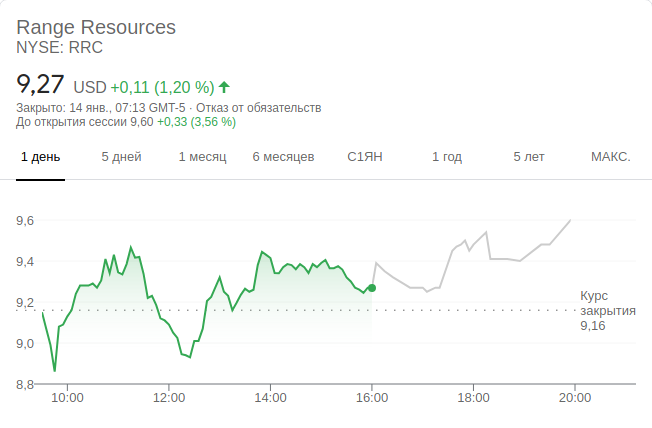 Range Resources
NYSE: RRC
9,27 USD +0,11 (1,20 %)
Закрыто: 14 янв., 07:13 GMT-5 · Отказ от обязательств
До открытия сессии 9,60 +0,33 (3,56 %)
1 день 5 дней 1 месяц 6 месяцев С1ЯН 1 год 5 лет МАКС.
9,6
9,4
9,2
9,0
8,8
Курс
закрытия
9,16
10:00 12:00 14:00 16:00 18:00 20:00